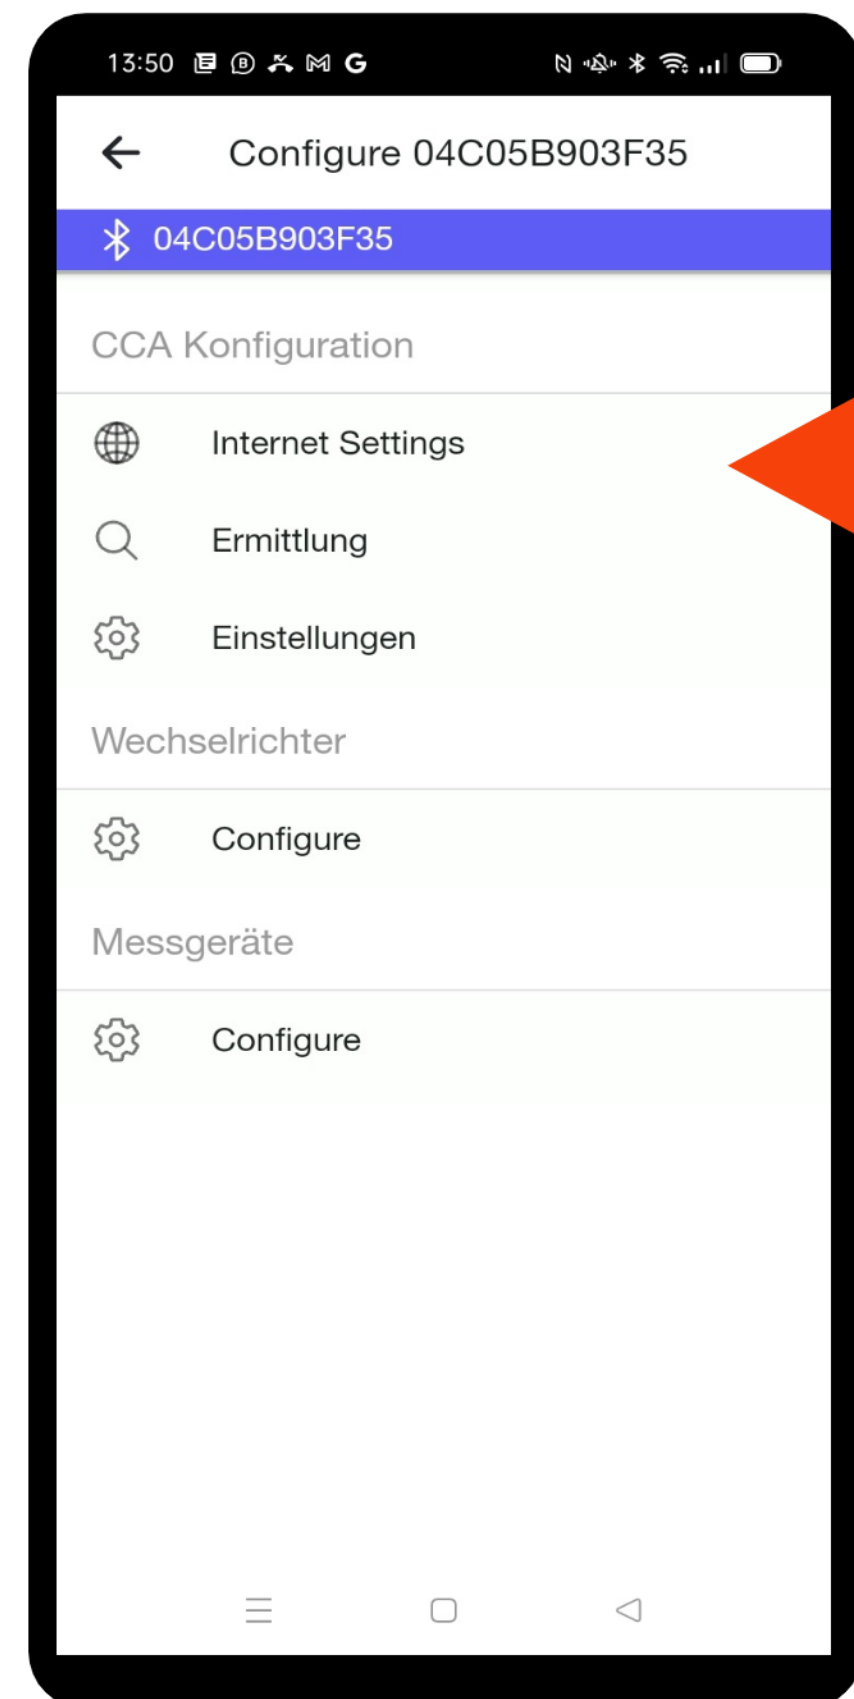 13:50
Configure 04C05B903F35
04C05B903F35
CCA Konfiguration
Internet Settings
Ermittlung
Einstellungen
Wechselrichter
Configure
Messgeräte
Configure